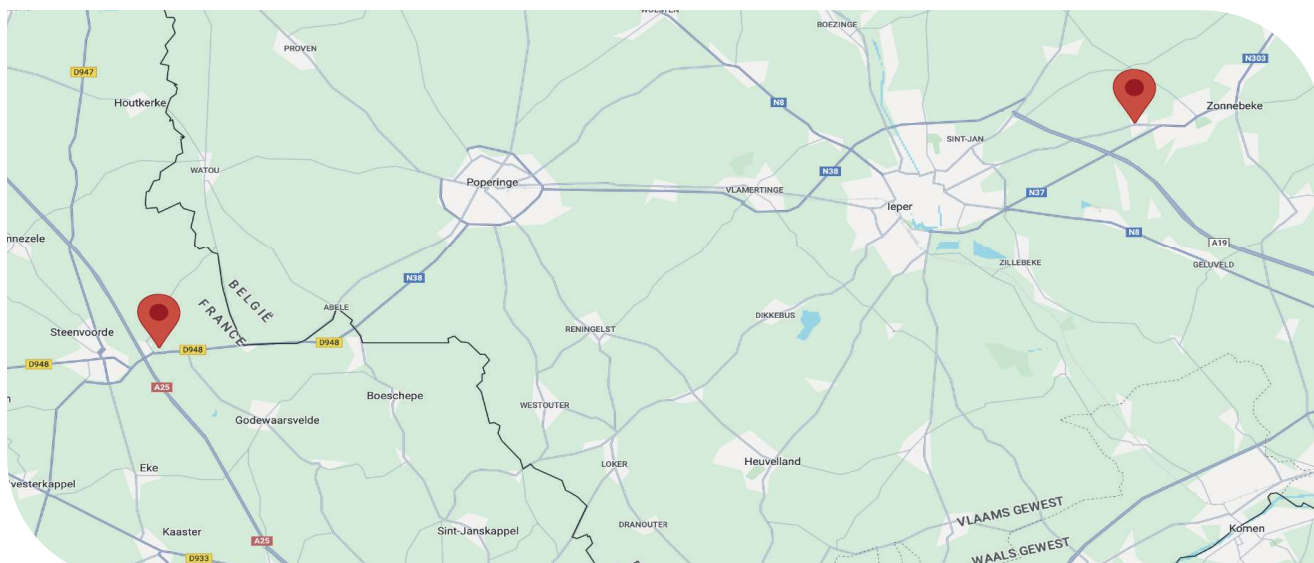 BOEZINGE
PROVEN
N303
D947
Houtkerke
N8
Zonnebeke
SINT-JAN
WATOU
N38
Poperinge
VLAMERTINGE
N37
Ieper
N8
A19
nnezele
ZILLEBEKE
GELUVELD
N38
BELGIË
FRANCE
ABELE
DIKKEBUS
Steenvoorde
RENINGELST
D948
D948
D948
A25
Boeschepe
WESTOUTER
Godewaarsvelde
Heuvelland
LOKER
Eke
vesterkappel
VLAAMS GEWEST
DRANOUTER
Sint-Janskappel
Kaaster
Komen
A25
WAALS GEWEST
D933